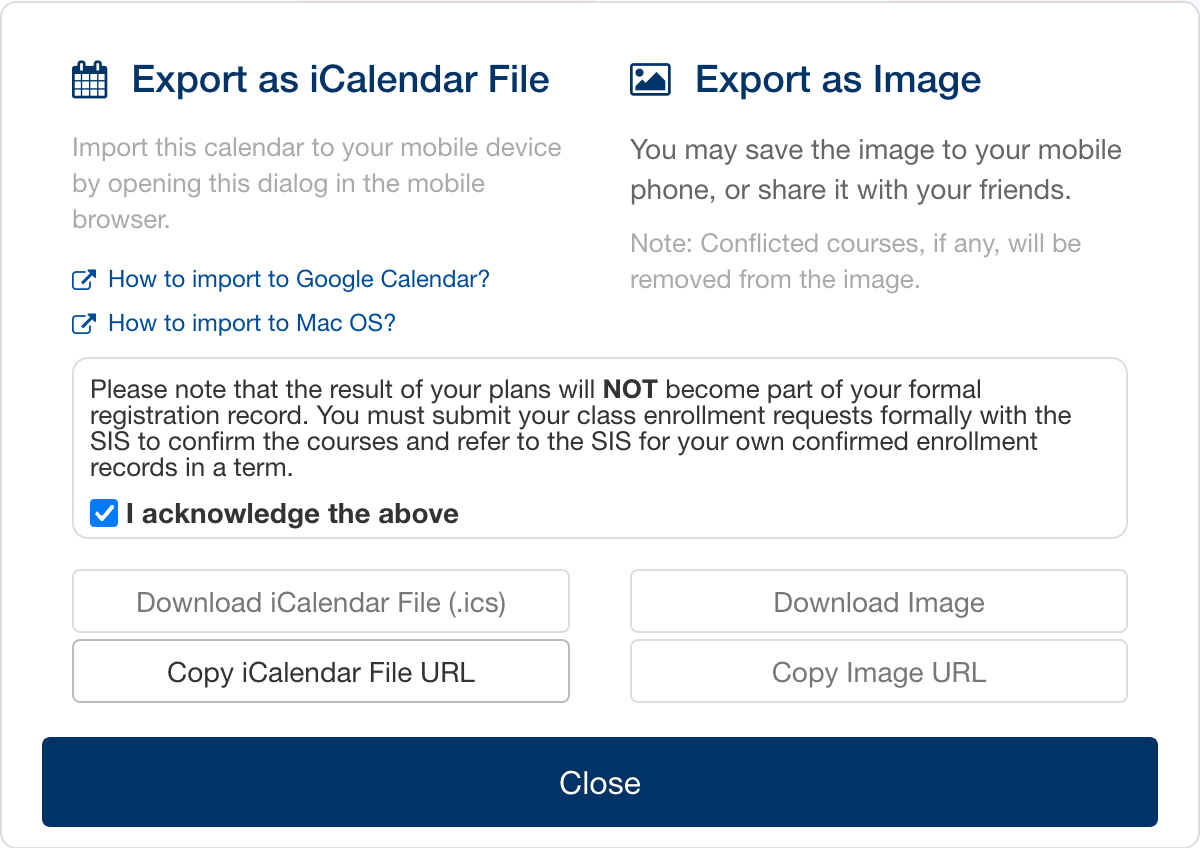 Export as iCalendar File
Import this calendar to your mobile device
by opening this dialog in the mobile
browser.
How to import to Google Calendar?
How to import to Mac OS?
Export as Image
You may save the image to your mobile
phone, or share it with your friends.
Note: Conflicted courses, if any, will be
removed from the image.
Please note that the result of your plans will NOT become part of your formal
registration record. You must submit your class enrollment requests formally with the
SIS to confirm the courses and refer to the SIS for your own confirmed enrollment
records in a term.
I acknowledge the above
Download iCalendar File (.ics)
Download Image
Copy iCalendar File URL
Copy Image URL
Close